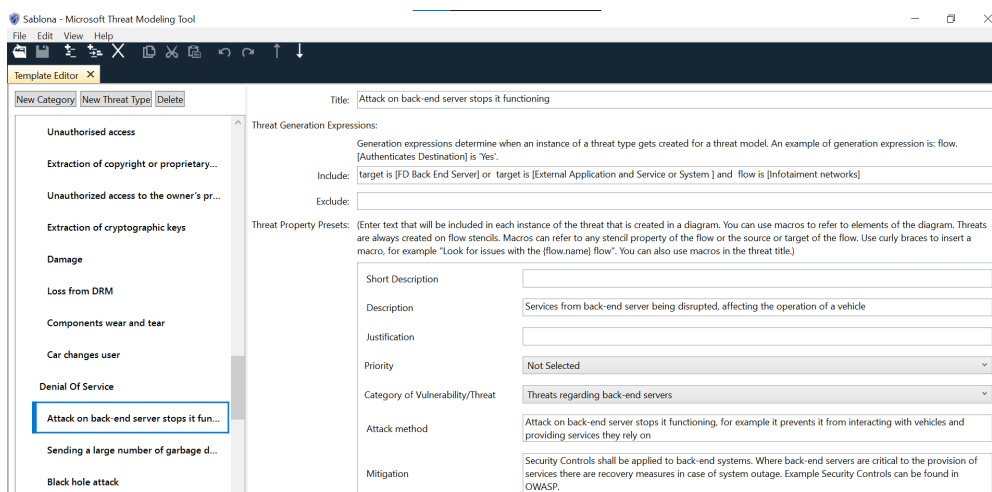 Sablona - Microsoft Threat Modeling Tool
File Edit View Help
Template Editor X
New Category New Threat Type Delete
Unauthorised access
Extraction of copyright or proprietary...
Unauthorized access to the owner's pr...
Extraction of cryptographic keys
Damage
Loss from DRM
Components wear and tear
Car changes user
Denial Of Service
Attack on back-end server stops it fun...
Sending a large number of garbage d...
Black hole attack
Title: Attack on back-end server stops it functioning
Threat Generation Expressions:
Generation expressions determine when an instance of a threat type gets created for a threat model. An example of generation expression is: flow.
[Authenticates Destination] is 'Yes'.
Include: target is [FD Back End Server] or target is [External Application and Service or System ] and flow is [Infotaiment networks]
Exclude:
Threat Property Presets: (Enter text that will be included in each instance of the threat that is created in a diagram. You can use macros to refer to elements of the diagram. Threats
are always created on flow stencils. Macros can refer to any stencil property of the flow or the source or target of the flow. Use curly braces to insert a
macro, for example "Look for issues with the {flow.name} flow". You can also use macros in the threat title.)
Short Description
Description Services from back-end server being disrupted, affecting the operation of a vehicle
Justification
Priority Not Selected
Category of Vulnerability/Threat Threats regarding back-end servers
Attack method Attack on back-end server stops it functioning, for example it prevents it from interacting with vehicles and
providing services they rely on
Mitigation Security Controls shall be applied to back-end systems. Where back-end servers are critical to the provision of
services there are recovery measures in case of system outage. Example Security Controls can be found in
OWASP.